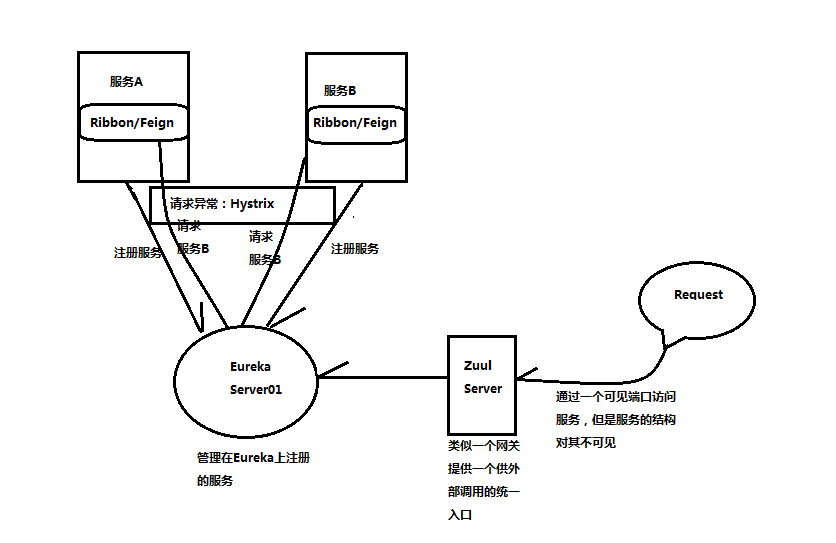 服务A
服务B
Ribbon/Feign
Ribbon/Feign
请求异常：Hystrix
请求
服务B
请求
服务B
注册服务
注册服务
Request
Eureka
Server01
Zuul
Server
通过一个可见端口访问
服务，但是服务的结构
对其不可见
管理在Eureka上注册
的服务
类似一个网关
提供一个供外
部调用的统一
入口